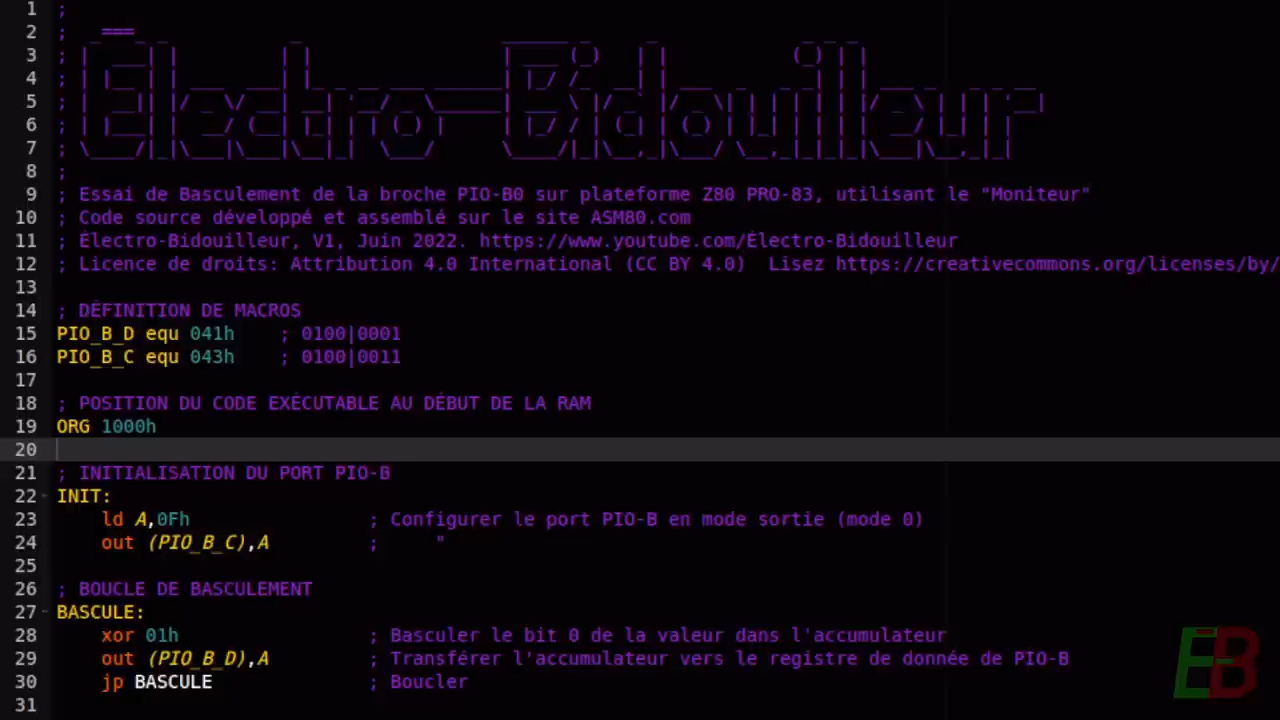 1 ;
2 ;
3 ;
4 ;
5 ; Électro-Bidouilleur
6 ;
7 ;
8 ;
9 ; Essai de Basculement de la broche PIO-B0 sur plateforme Z80 PRO-83, utilisant le "Moniteur"
10 ; Code source développé et assemblé sur le site ASM80.com
11 ; Électro-Bidouilleur, V1, Juin 2022. https://www.youtube.com/Électro-Bidouilleur
12 ; Licence de droits: Attribution 4.0 International (CC BY 4.0)  Lisez https://creativecommons.org/licenses/by/
13
14 ; DÉFINITION DE MACROS
15 PIO_B_D equ 041h    ; 0100|0001
16 PIO_B_C equ 043h    ; 0100|0011
17
18 ; POSITION DU CODE EXÉCUTABLE AU DÉBUT DE LA RAM
19 ORG 1000h
20
21 ; INITIALISATION DU PORT PIO-B
22 INIT:
23     ld A,0Fh                ; Configurer le port PIO-B en mode sortie (mode 0)
24     out (PIO_B_C),A         ;     "
25
26 ; BOUCLE DE BASCULEMENT
27 BASCULE:
28     xor 01h                 ; Basculer le bit 0 de la valeur dans l'accumulateur
29     out (PIO_B_D),A         ; Transférer l'accumulateur vers le registre de donnée de PIO-B
30     jp BASCULE              ; Boucler
31
EB